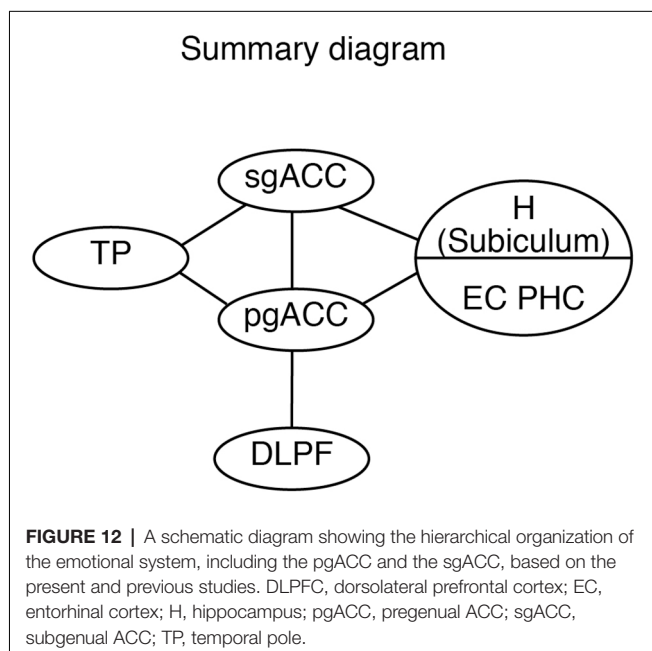 Summary diagram
sgACC
TP
H
(Subiculum)
EC PHC
pgACC
DLPF
FIGURE 12 | A schematic diagram showing the hierarchical organization of
the emotional system, including the pgACC and the sgACC, based on the
present and previous studies. DLPFC, dorsolateral prefrontal cortex; EC,
entorhinal cortex; H, hippocampus; pgACC, pregenual ACC; sgACC,
subgenual ACC; TP, temporal pole.